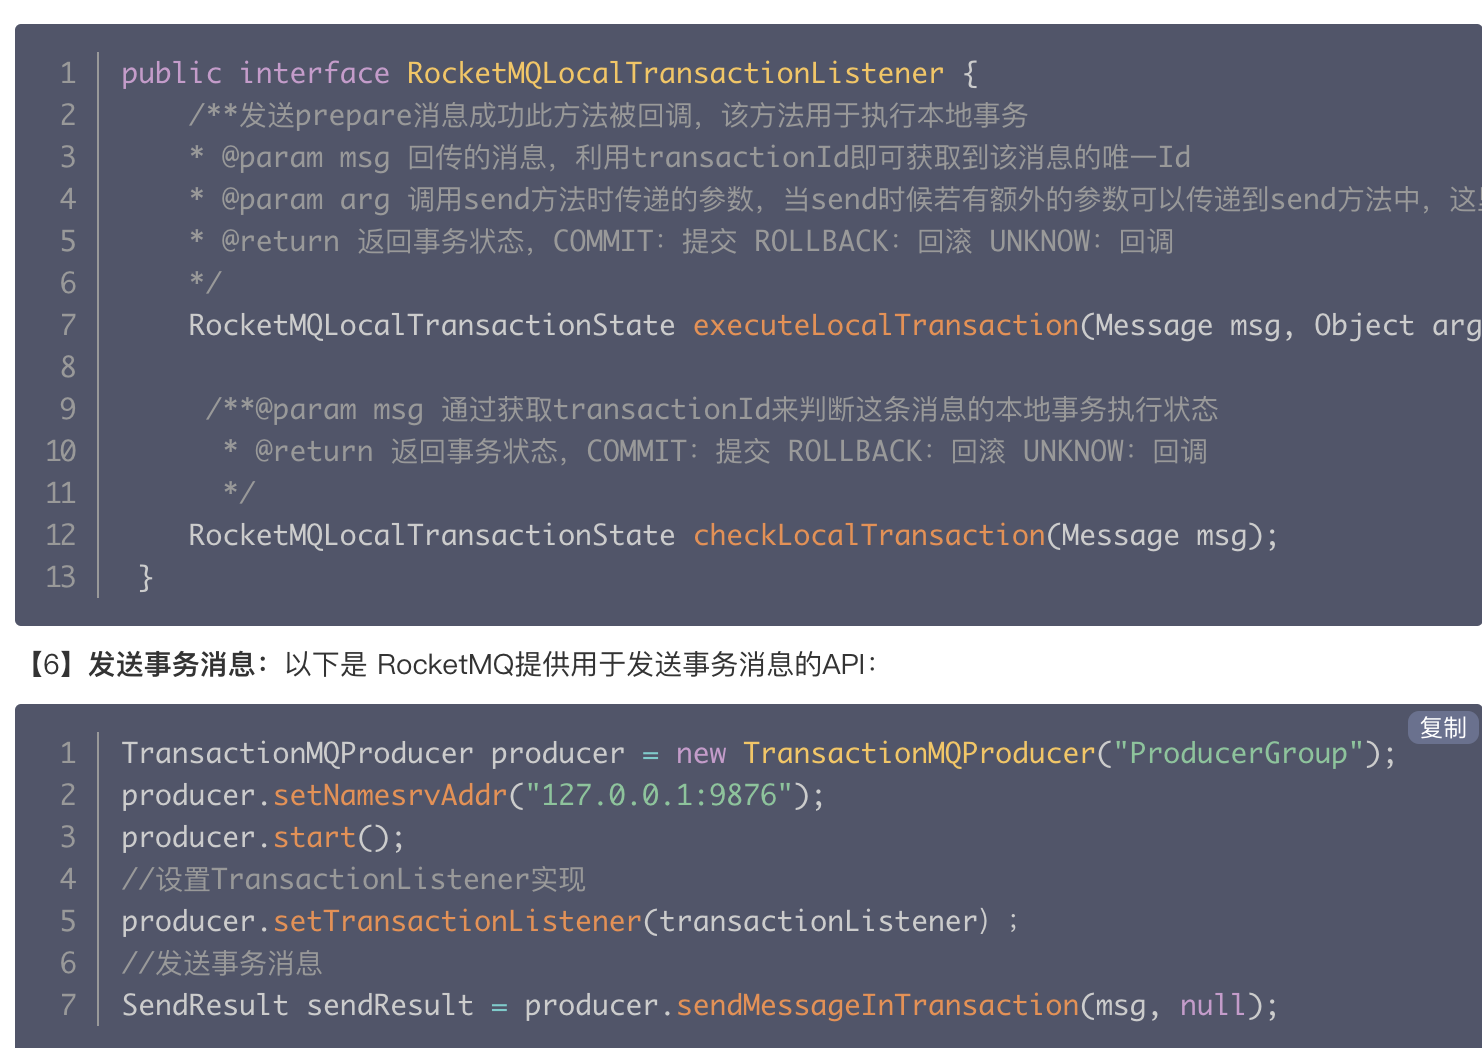 1 public interface RocketMQLocalTransactionListener {
2 /**发送prepare消息成功此方法被回调，该方法用于执行本地事务
3 * @param msg 回传的消息，利用transactionId即可获取到该消息的唯一Id
4 * @param arg 调用send方法时传递的参数，当send时候若有额外的参数可以传递到send方法中，这
5 * @return 返回事务状态，COMMIT：提交 ROLLBACK：回滚 UNKNOW：回调
6 */
7 RocketMQLocalTransactionState executeLocalTransaction(Message msg, Object arg
8
9 /**@param msg 通过获取transactionId来判断这条消息的本地事务执行状态
10 * @return 返回事务状态，COMMIT：提交 ROLLBACK：回滚 UNKNOW：回调
11 */
12 RocketMQLocalTransactionState checkLocalTransaction(Message msg);
13 }
【6】发送事务消息：以下是 RocketMQ提供用于发送事务消息的API：
复制
1 TransactionMQProducer producer = new TransactionMQProducer("ProducerGroup");
2 producer.setNamesrvAddr("127.0.0.1:9876");
3 producer.start();
4 //设置TransactionListener实现
5 producer.setTransactionListener(transactionListener）；
6 //发送事务消息
7 SendResult sendResult = producer.sendMessageInTransaction(msg, null);